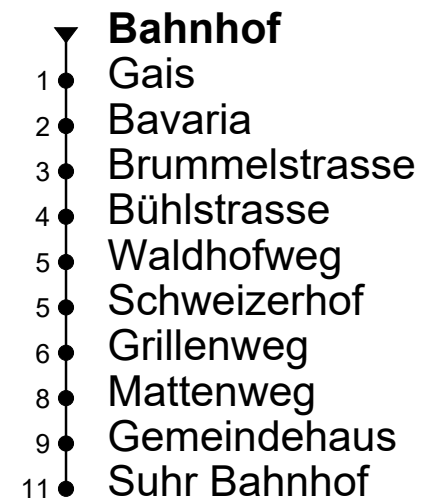 Bahnhof
1 Gais
2 Bavaria
3 Brummelstrasse
4 Bühlstrasse
5 Waldhofweg
5 Schweizerhof
6 Grillenweg
8 Mattenweg
9 Gemeindehaus
11 Suhr Bahnhof